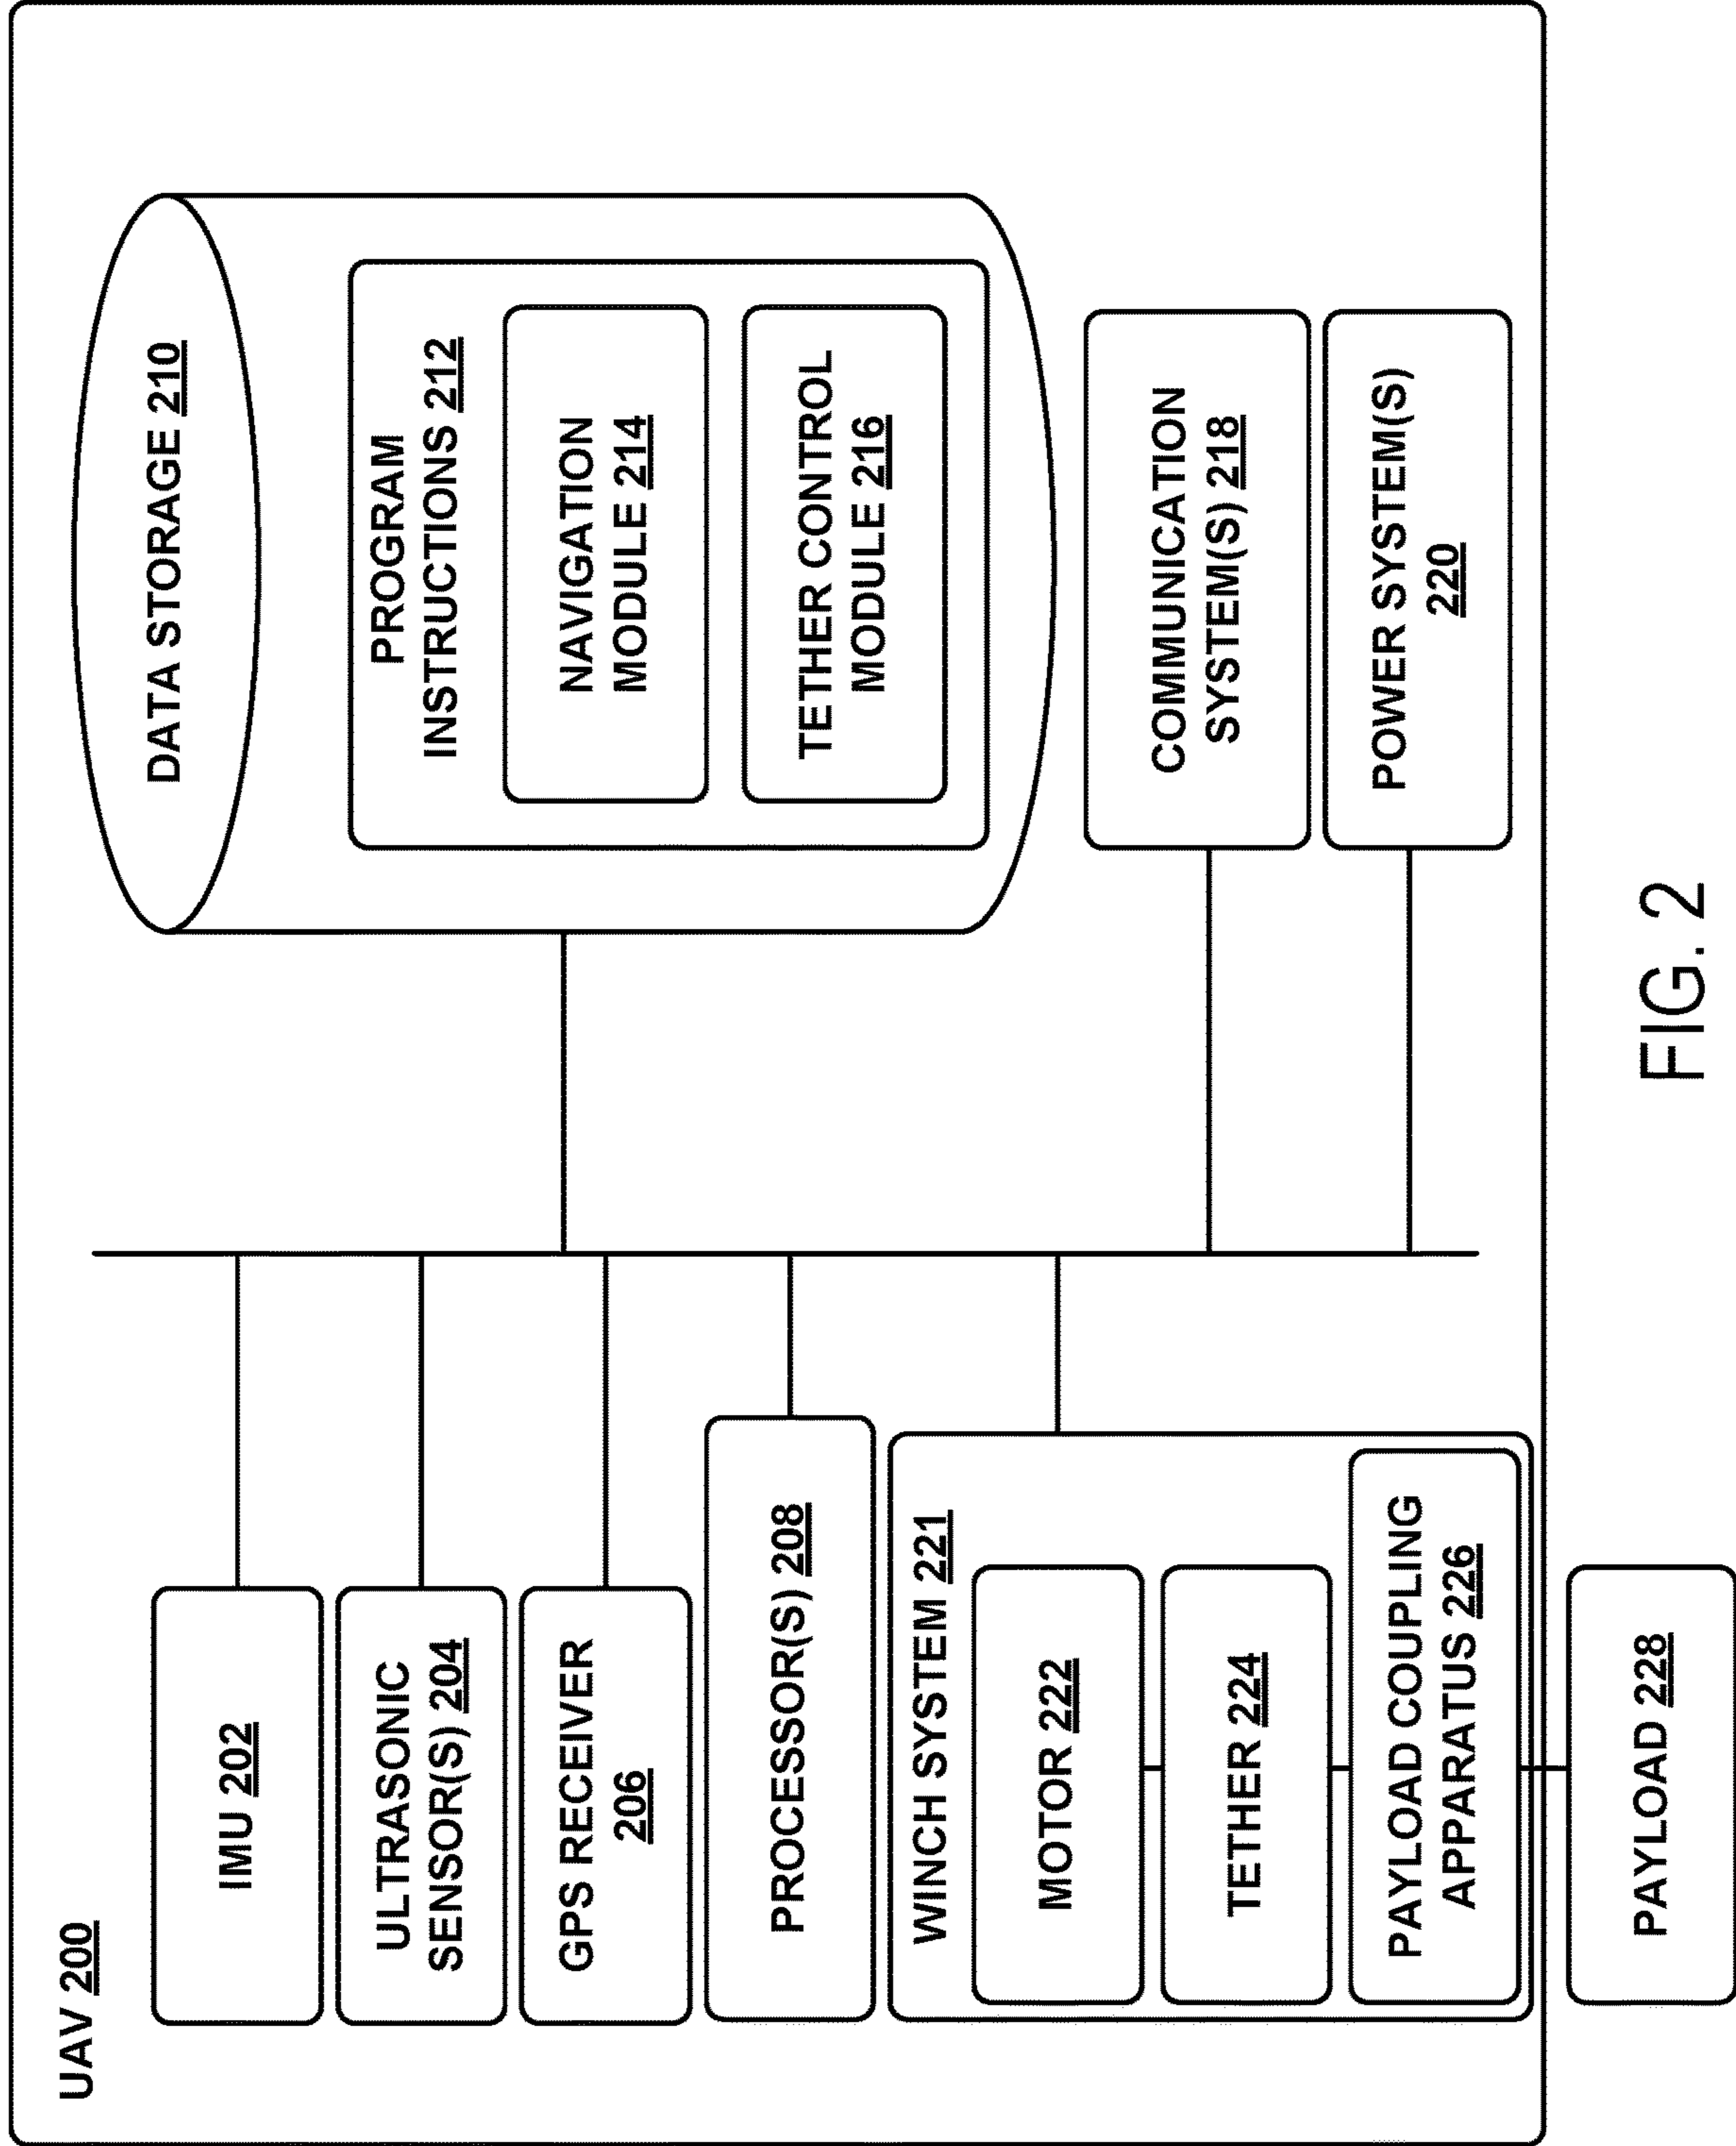 UAV 200
IMU 202
ULTRASONIC
SENSOR(S) 204
GPS RECEIVER
206
PROCESSOR(S) 208
WINCH SYSTEM 221
MOTOR 222
TETHER 224
PAYLOAD COUPLING
APPARATUS 226
PAYLOAD 228
DATA STORAGE 210
PROGRAM
INSTRUCTIONS 212
NAVIGATION
MODULE 214
TETHER CONTROL
MODULE 216
COMMUNICATION
SYSTEM(S) 218
POWER SYSTEM(S)
220
FIG. 2